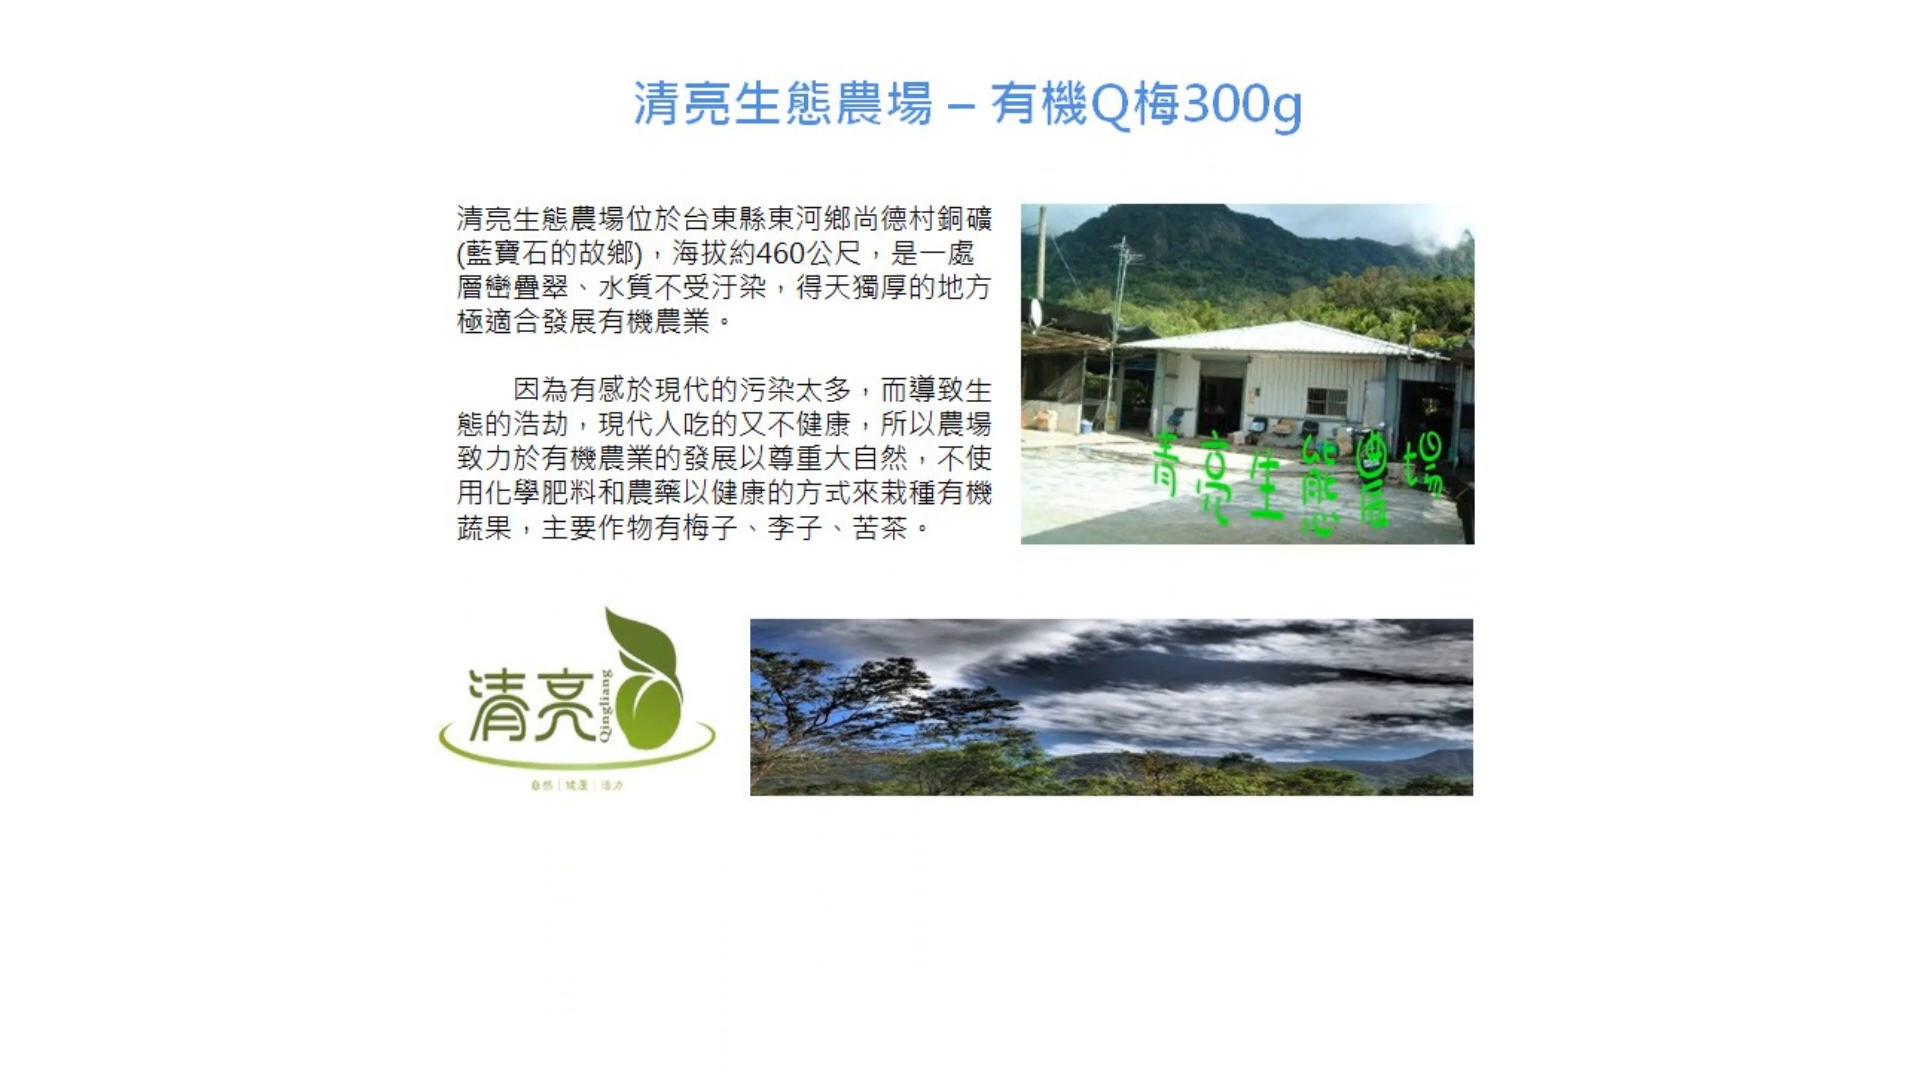 清亮生態農場 – 有機Q梅300g
清亮生態農場位於台東縣東河鄉尚德村銅礦
(藍寶石的故鄉)，海拔約460公尺，是一處
層巒疊翠、水質不受汙染，得天獨厚的地方
極適合發展有機農業。
因為有感於現代的污染太多，而導致生
態的浩劫，現代人吃的又不健康，所以農場
致力於有機農業的發展以尊重大自然，不使
用化學肥料和農藥以健康的方式來栽種有機
蔬果，主要作物有梅子、李子、苦茶。
青亮生態農場
清亮
Qingliang
自然｜健康｜活力